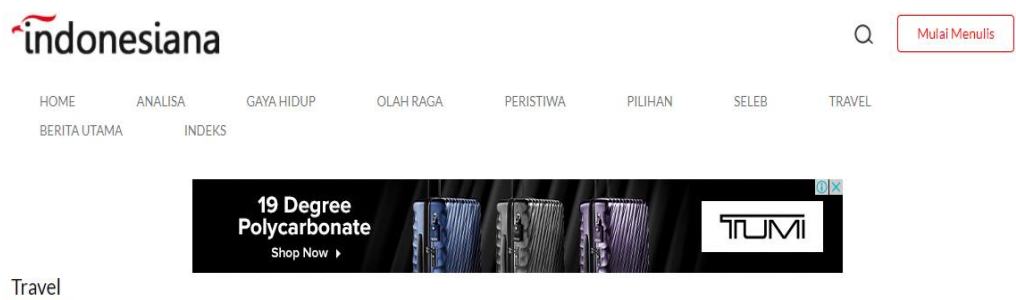 indonesiana
Mulai Menulis
HOME ANALISA GAYA HIDUP OLAH RAGA PERISTIWA PILIHAN SELEB TRAVEL
BERITA UTAMA INDEKS
19 Degree
Polycarbonate
Shop Now
TUMI
Travel